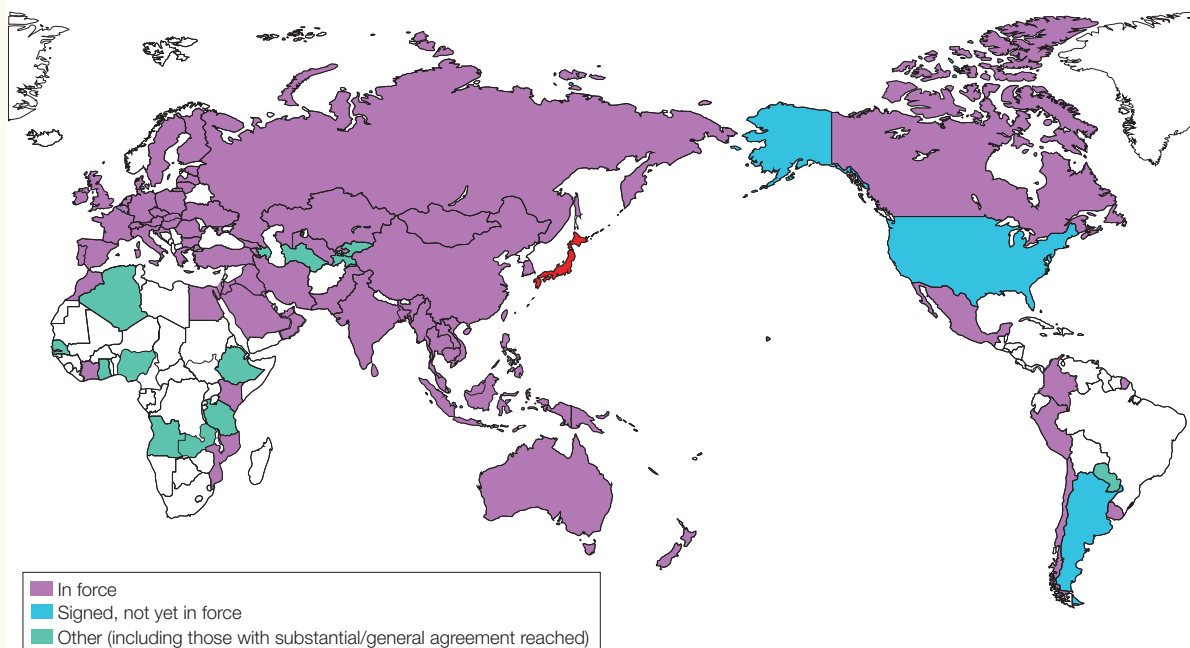 In force
Signed, not yet in force
Other (including those with substantial/general agreement reached)